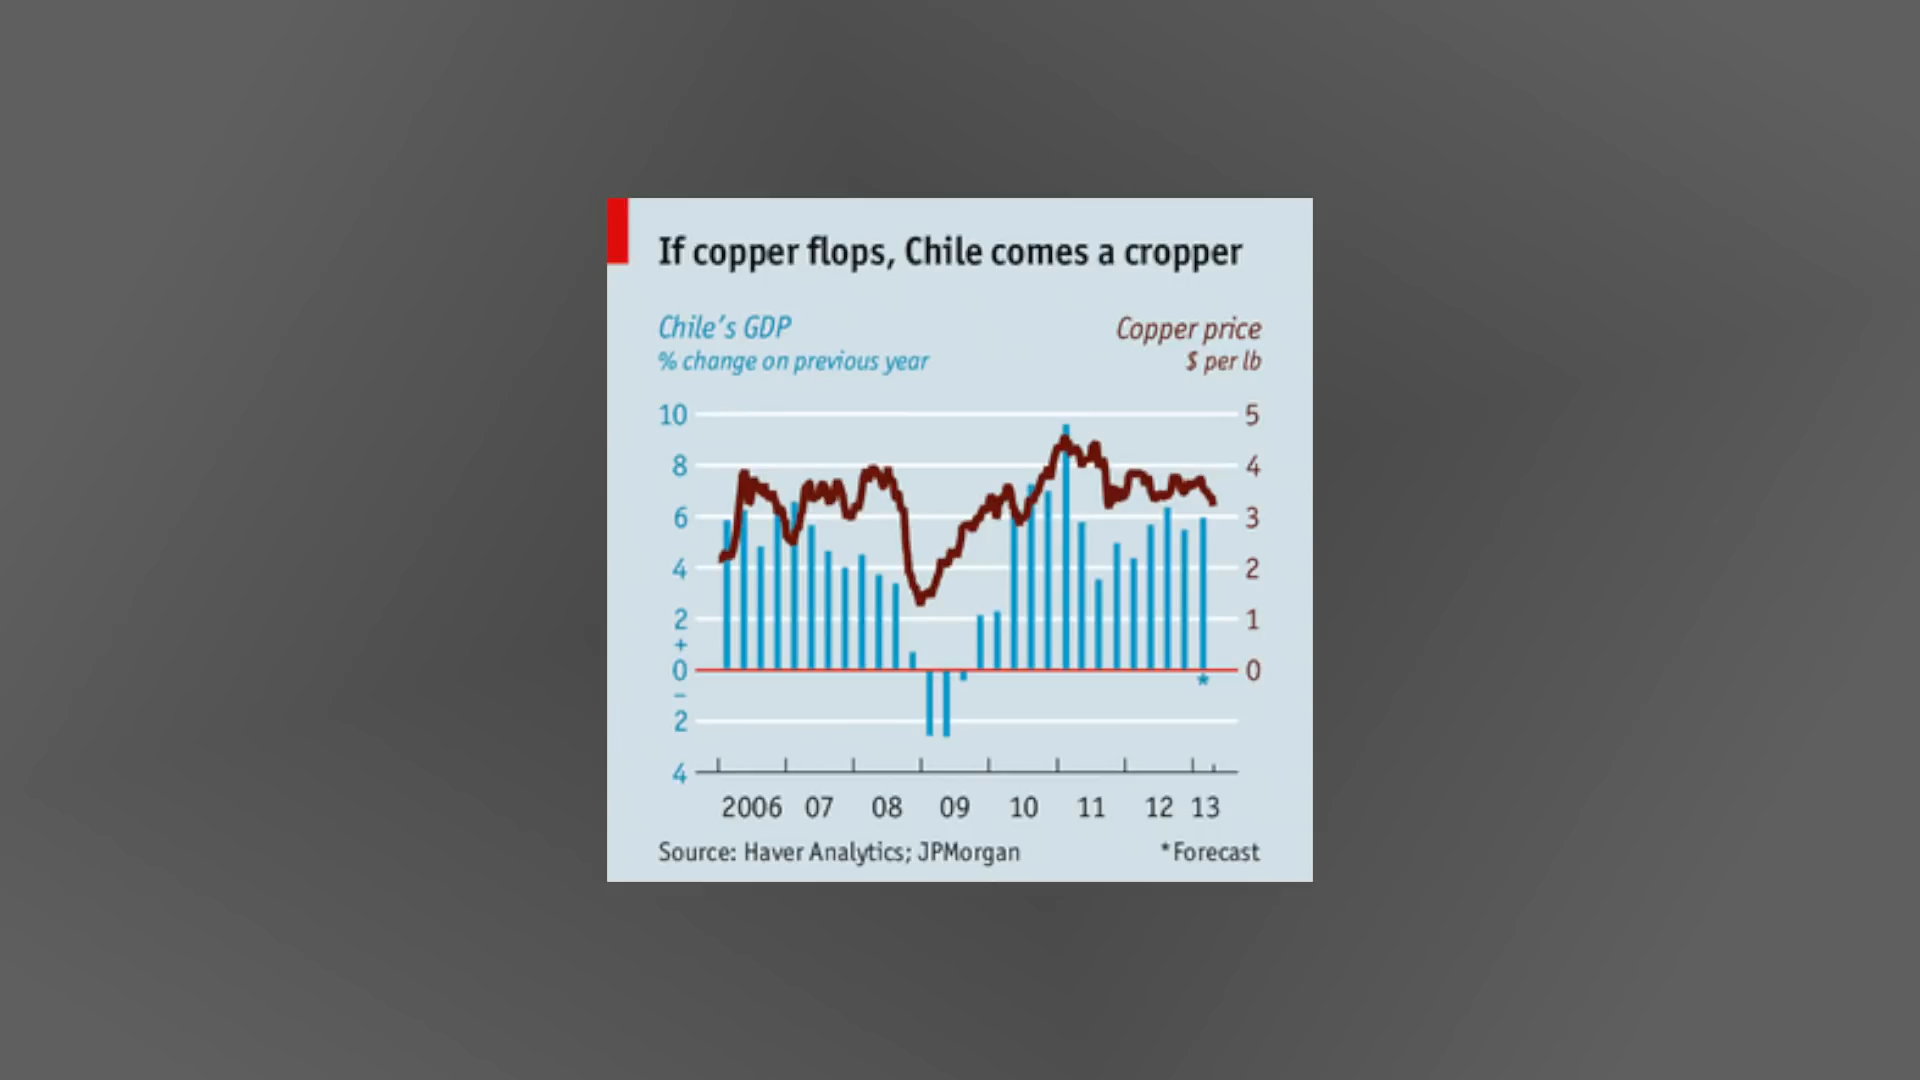 If copper flops, Chile comes a cropper
Chile's GDP
% change on previous year
Copper price
$ per lb
10
8
6
4
2
+
0
−
2
4
5
4
3
2
1
0
*
2006 07 08 09 10 11 12 13
Source: Haver Analytics; JPMorgan
*Forecast